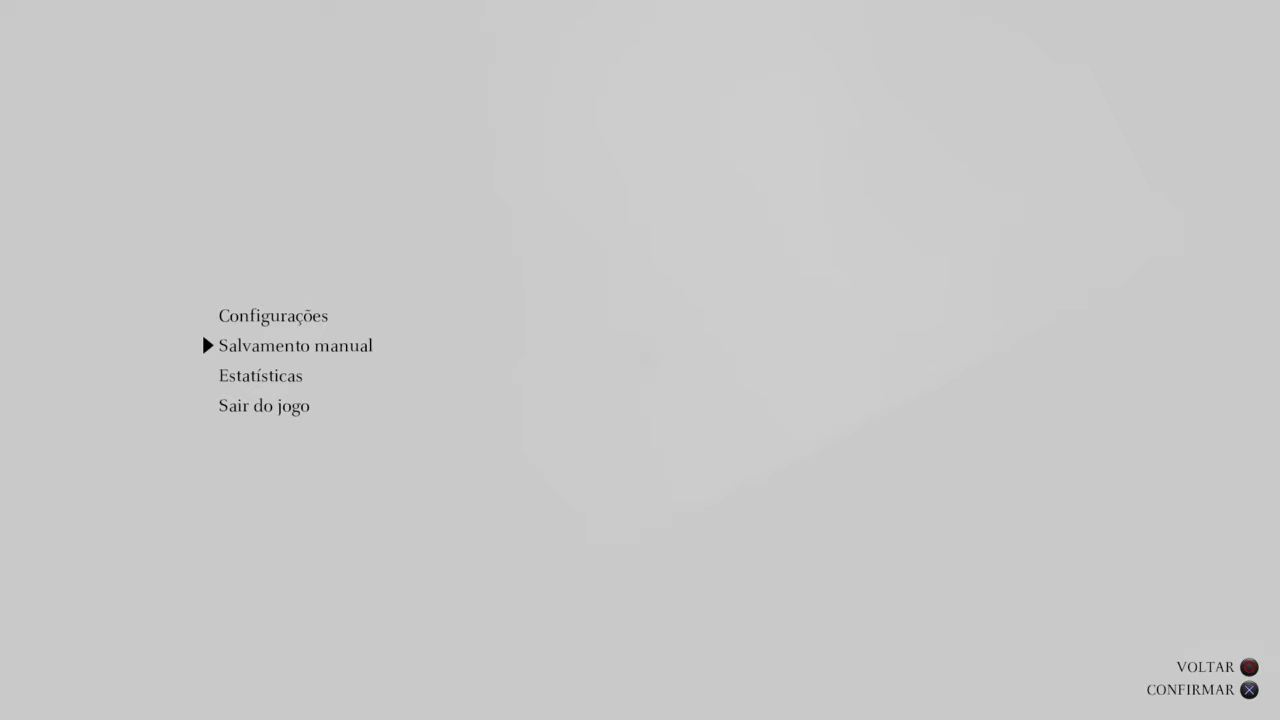 Configurações
Salvamento manual
Estatísticas
Sair do jogo
VOLTAR
CONFIRMAR